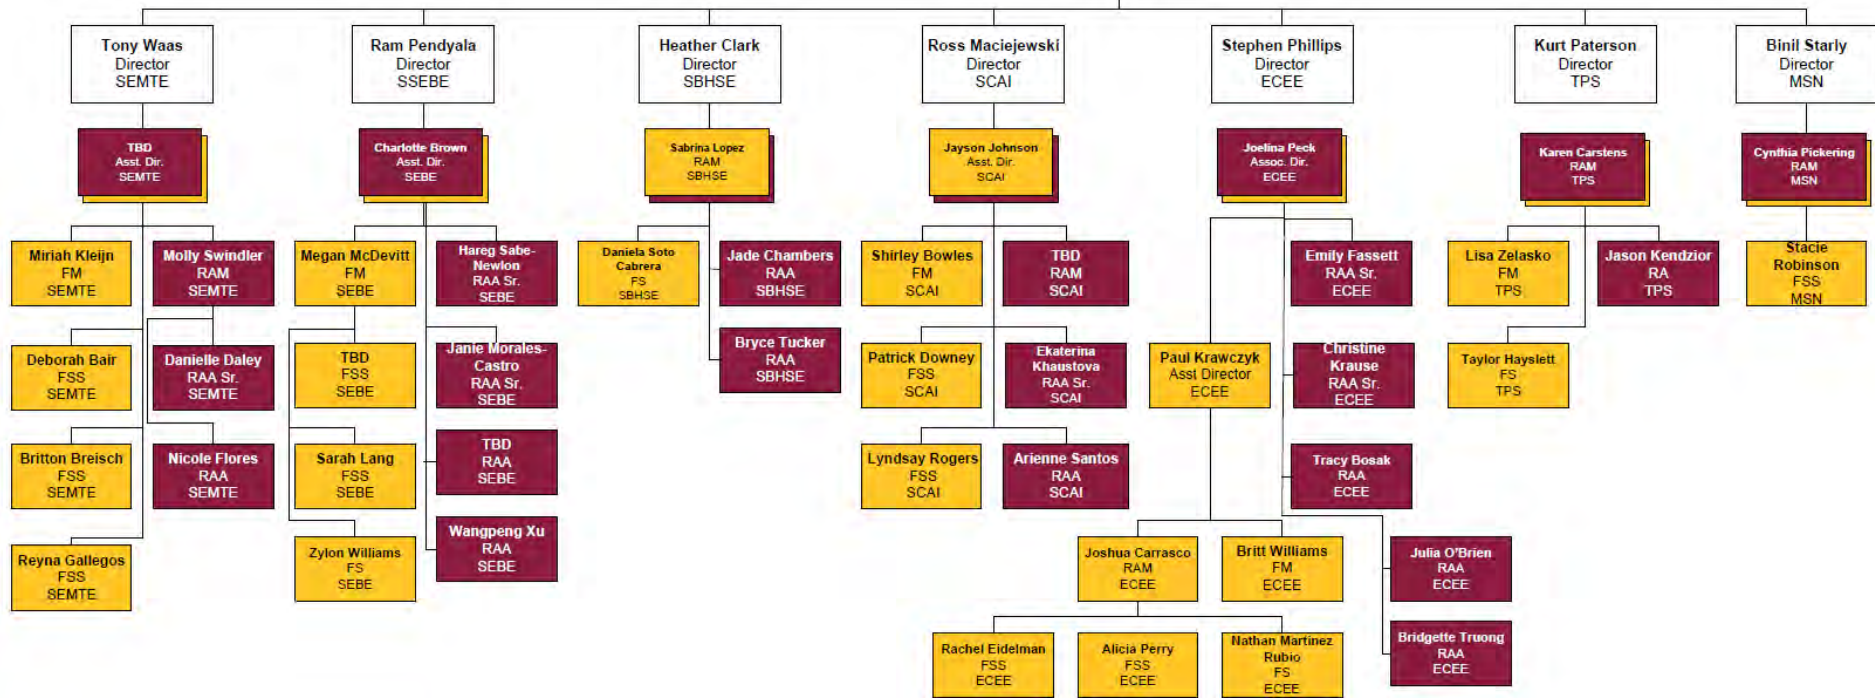 Tony Waas
Director
SEMTE
Ram Pendyala
Director
SSEBE
Heather Clark
Director
SBHSE
Ross Maciejewski
Director
SCAI
Stephen Phillips
Director
ECEE
Kurt Paterson
Director
TPS
Binil Starly
Director
MSN
TBD
Asst. Dir.
SEMTE
Charlotte Brown
Asst. Dir.
SEBE
Sabrina Lopez
RAM
SBHSE
Jayson Johnson
Asst. Dir.
SCAI
Joelina Peck
Assoc. Dir.
ECEE
Karen Carstens
RAM
TPS
Cynthia Pickering
RAM
MSN
Miriah Kleijn
FM
SEMTE
Molly Swindler
RAM
SEMTE
Megan McDevitt
FM
SEBE
Hareg Sabe-
Newlon
RAA Sr.
SEBE
Daniela Soto
Cabrera
FS
SBHSE
Jade Chambers
RAA
SBHSE
Shirley Bowles
FM
SCAI
TBD
RAM
SCAI
Emily Fassett
RAA Sr.
ECEE
Lisa Zelasko
FM
TPS
Jason Kendzior
RA
TPS
Stacie
Robinson
FSS
MSN
Deborah Bair
FSS
SEMTE
Danielle Daley
RAA Sr.
SEMTE
TBD
FSS
SEBE
Janie Morales-
Castro
RAA Sr.
SEBE
Bryce Tucker
RAA
SBHSE
Patrick Downey
FSS
SCAI
Ekaterina
Khaustova
RAA Sr.
SCAI
Paul Krawczyk
Asst Director
ECEE
Christine
Krause
RAA Sr.
ECEE
Taylor Hayslett
FS
TPS
Britton Breisch
FSS
SEMTE
Nicole Flores
RAA
SEMTE
Sarah Lang
FSS
SEBE
TBD
RAA
SEBE
Lyndsay Rogers
FSS
SCAI
Arienne Santos
RAA
SCAI
Tracy Bosak
RAA
ECEE
Reyna Gallegos
FSS
SEMTE
Zylon Williams
FS
SEBE
Wangpeng Xu
RAA
SEBE
Joshua Carrasco
RAM
ECEE
Britt Williams
FM
ECEE
Julia O'Brien
RAA
ECEE
Rachel Eidelman
FSS
ECEE
Alicia Perry
FSS
ECEE
Nathan Martinez
Rubio
FS
ECEE
Bridgette Truong
RAA
ECEE